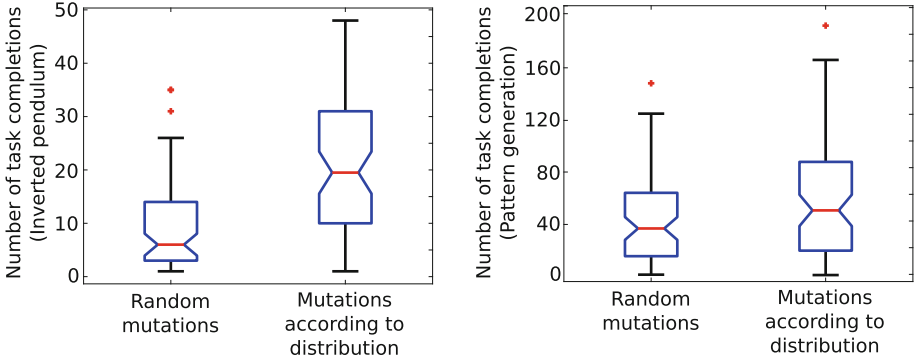 Number of task completions
(Inverted pendulum)
50
40
30
20
10
0
Random
mutations
Mutations
according to
distribution
Number of task completions
(Pattern generation)
200
160
120
80
40
0
Random
mutations
Mutations
according to
distribution